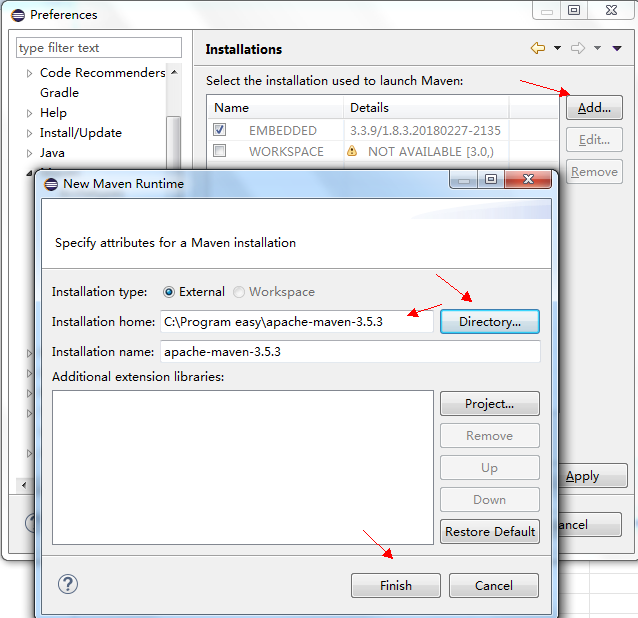 Preferences
type filter text
Code Recommenders
Gradle
Help
Install/Update
Java
Installations
Select the installation used to launch Maven:
Name Details
EMBEDDED 3.3.9/1.8.3.20180227-2135
WORKSPACE NOT AVAILABLE [3.0,)
Add...
Edit...
Remove
New Maven Runtime
Specify attributes for a Maven installation
Installation type: External Workspace
Installation home: C:\Program easy\apache-maven-3.5.3 Directory...
Installation name: apache-maven-3.5.3
Additional extension libraries:
Project...
Remove
Up
Down
Restore Default
Finish Cancel
Apply
ancel